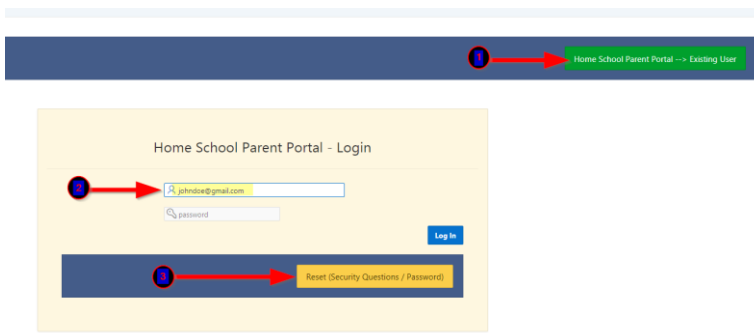 1
Home School Parent Portal --> Existing User
Home School Parent Portal - Login
2
johndoe@gmail.com
password
Log In
3
Reset (Security Questions / Password)